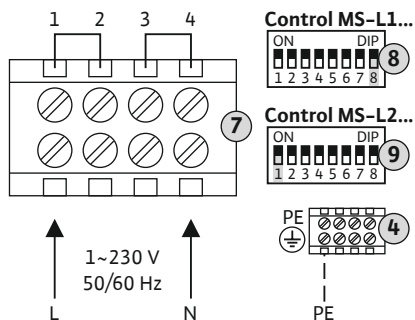 1 2 3 4
7
1~230 V
50/60 Hz
L N
Control MS-L1...
ON DIP
1 2 3 4 5 6 7 8
8
Control MS-L2...
ON DIP
1 2 3 4 5 6 7 8
9
PE
4
PE